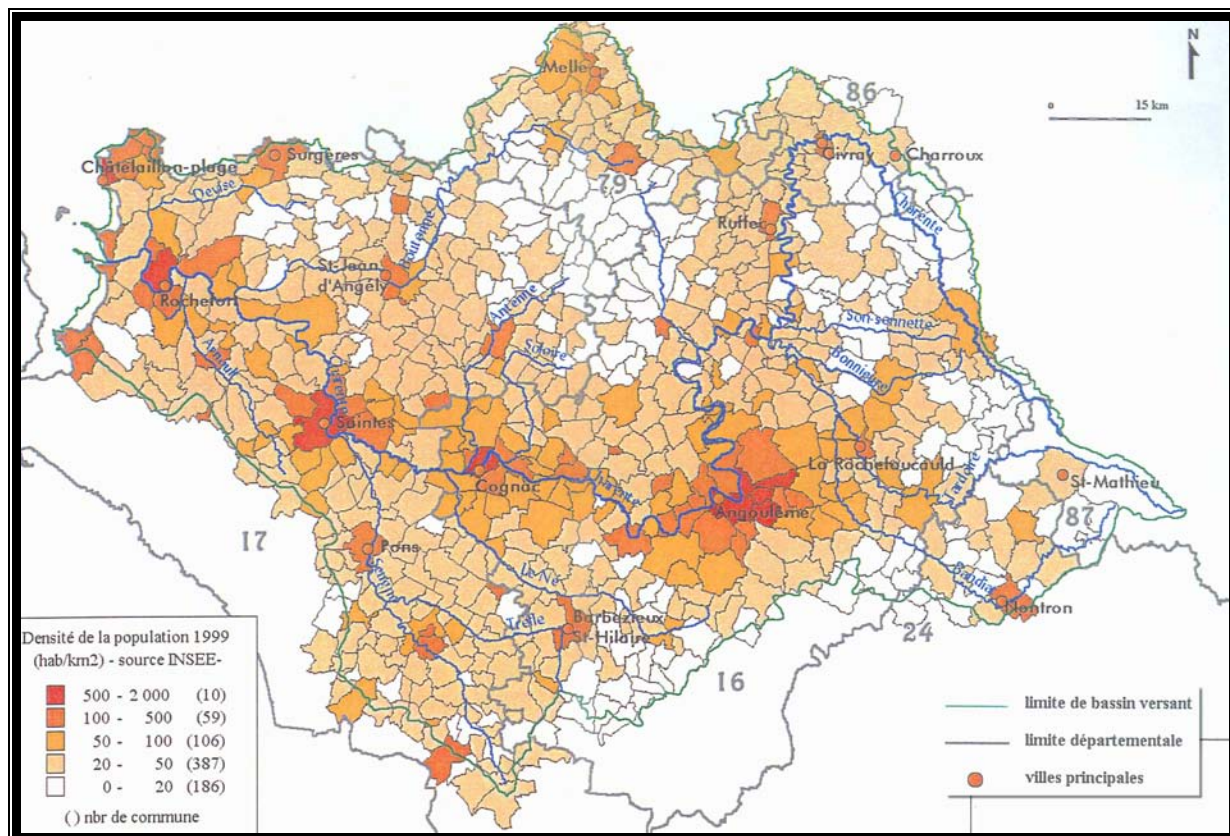 N
15 km
0
Melle
86
Châtelaillon-plage
Surgères
Civray
Charroux
79
Devise
Charente
Boutonne
Ruffec
St-Jean
d'Angély
Rochefort
Antenne
Son-sonnette
Soloire
Bonnieure
Arnoult
Charente
Saintes
La Rochefoucauld
Tardoire
St-Mathieu
Cognac
Charente
Angoulême
87
17
Pons
Seugne
Le Né
Bandiat
Nontron
Barbezieux
St-Hilaire
Trèfle
24
16
Densité de la population 1999
(hab/km2) - source INSEE-
500 - 2 000 (10)
100 - 500 (59)
50 - 100 (106)
20 - 50 (387)
0 - 20 (186)
( ) nbr de commune
limite de bassin versant
limite départementale
villes principales